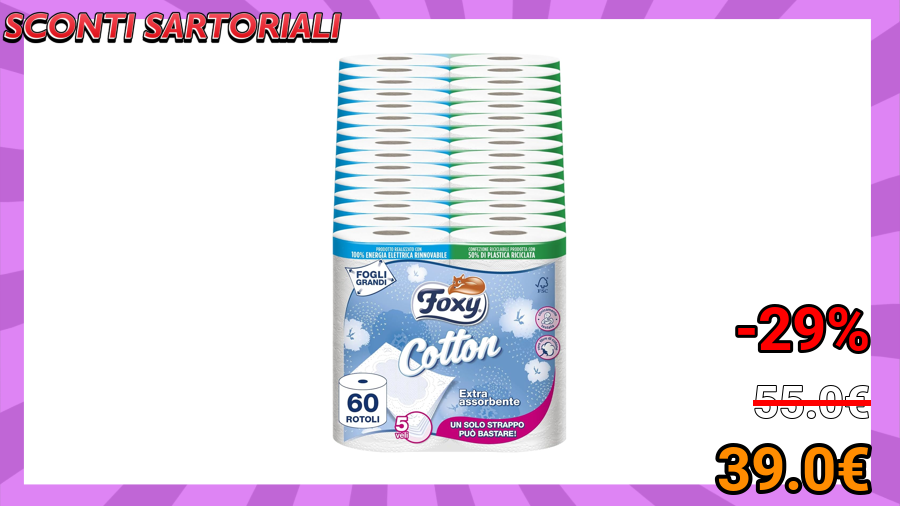 SCONTI SARTORIALI
PRODOTTO REALIZZATO CON
100% ENERGIA ELETTRICA RINNOVABILE
CONFEZIONE RICICLABILE PRODOTTA CON
50% DI PLASTICA RICICLATA
FOGLI
GRANDI
Foxy
FSC
Cotton
Extra
assorbente
60
ROTOLI
5
veli
UN SOLO STRAPPO
PUÒ BASTARE!
-29%
55.0€
39.0€